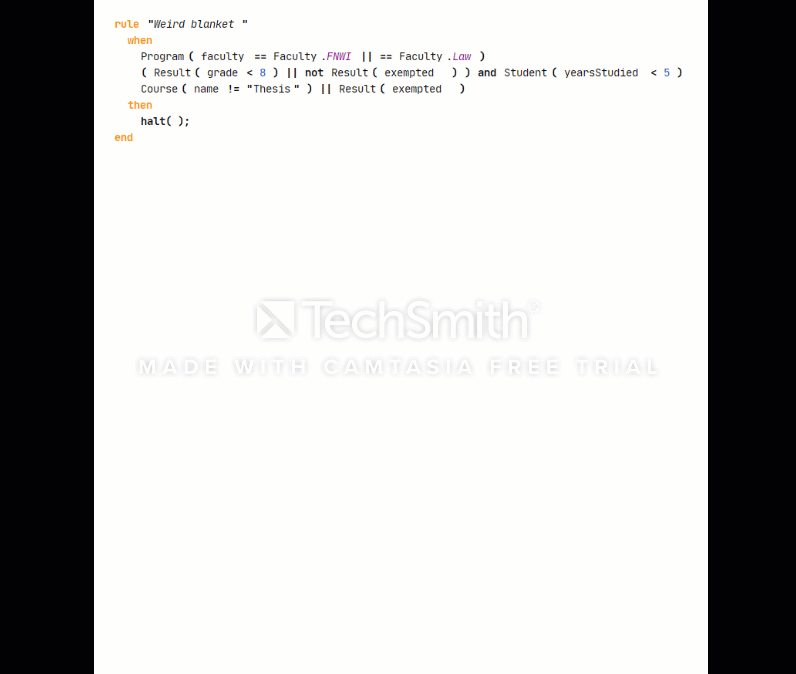 rule "Weird blanket "
when
Program( faculty == Faculty.FNWI || == Faculty.Law )
( Result( grade < 8 ) || not Result( exempted ) ) and Student( yearsStudied < 5 )
Course( name != "Thesis" ) || Result( exempted )
then
halt( );
end
TechSmith®
MADE WITH CAMTASIA FREE TRIAL